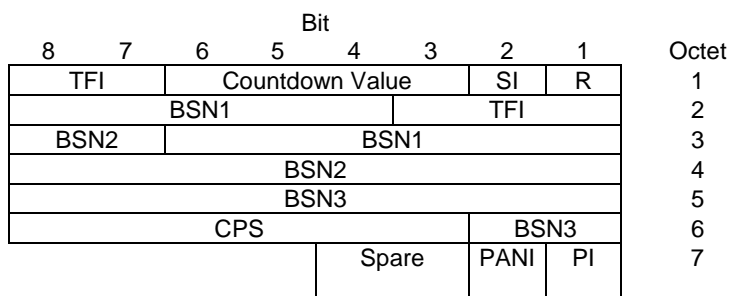 Bit
8 7 6 5 4 3 2 1 Octet
TFI Countdown Value SI R 1
BSN1 TFI 2
BSN2 BSN1 3
BSN2 4
BSN3 5
CPS BSN3 6
Spare PANI PI 7